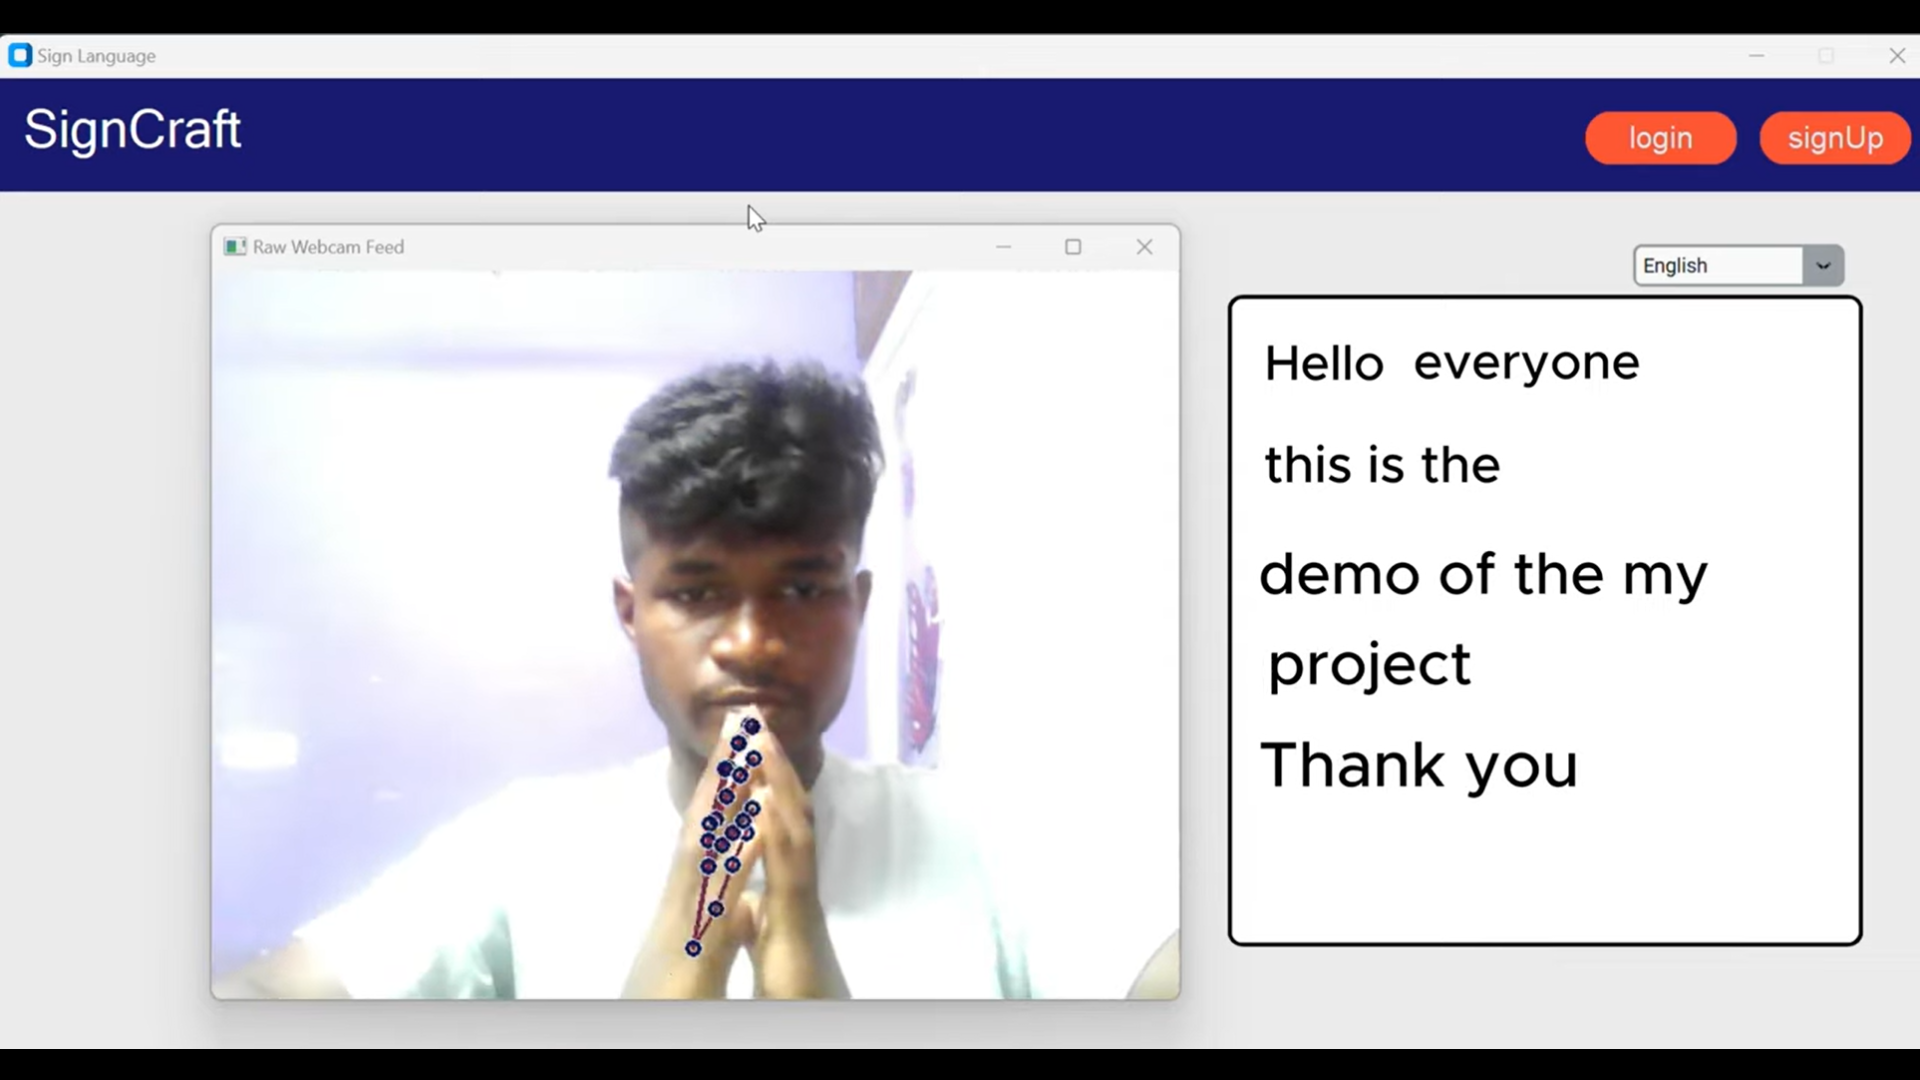 Sign Language
SignCraft
login
signUp
Raw Webcam Feed
English
Hello everyone
this is the
demo of the my
project
Thank you